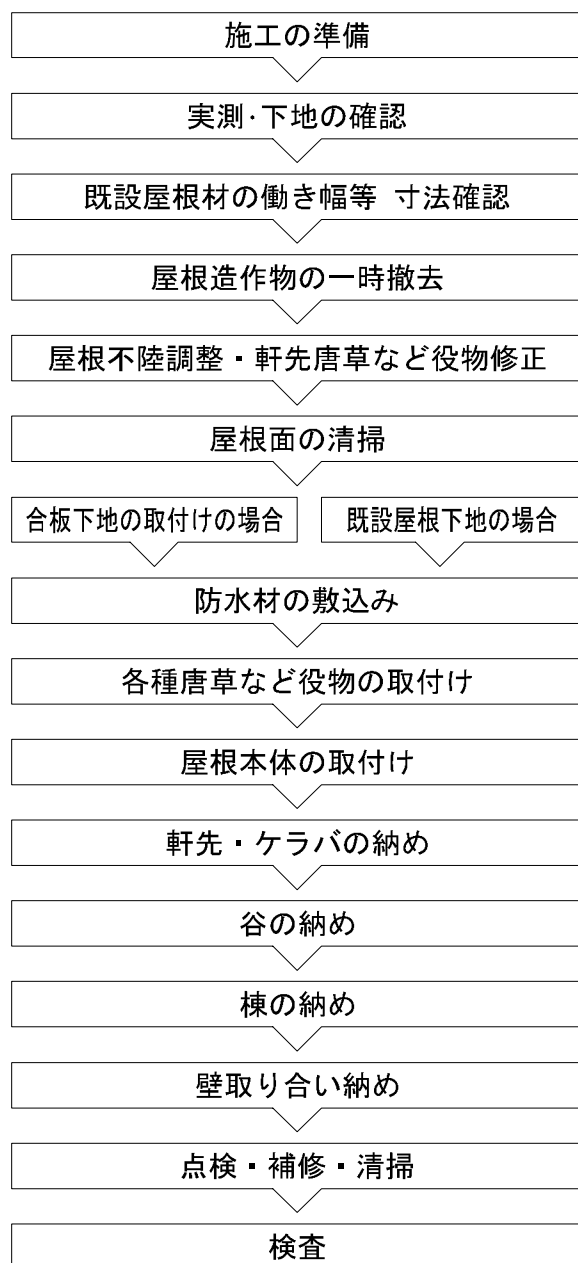 施工の準備
実測・下地の確認
既設屋根材の働き幅等 寸法確認
屋根造作物の一時撤去
屋根不陸調整・軒先唐草など役物修正
屋根面の清掃
合板下地の取付けの場合
既設屋根下地の場合
防水材の敷込み
各種唐草など役物の取付け
屋根本体の取付け
軒先・ケラバの納め
谷の納め
棟の納め
壁取り合い納め
点検・補修・清掃
検査